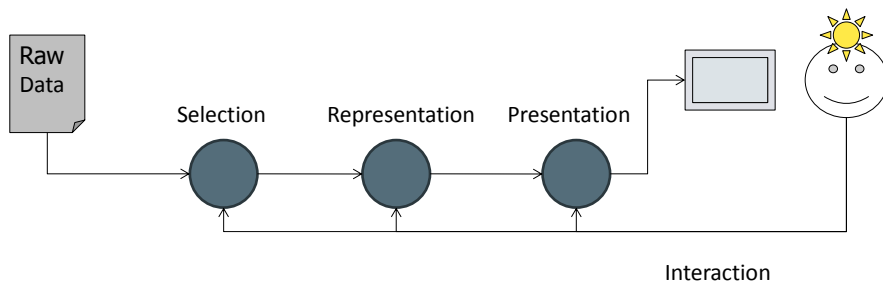 Raw
Data
Selection
Representation
Presentation
Interaction